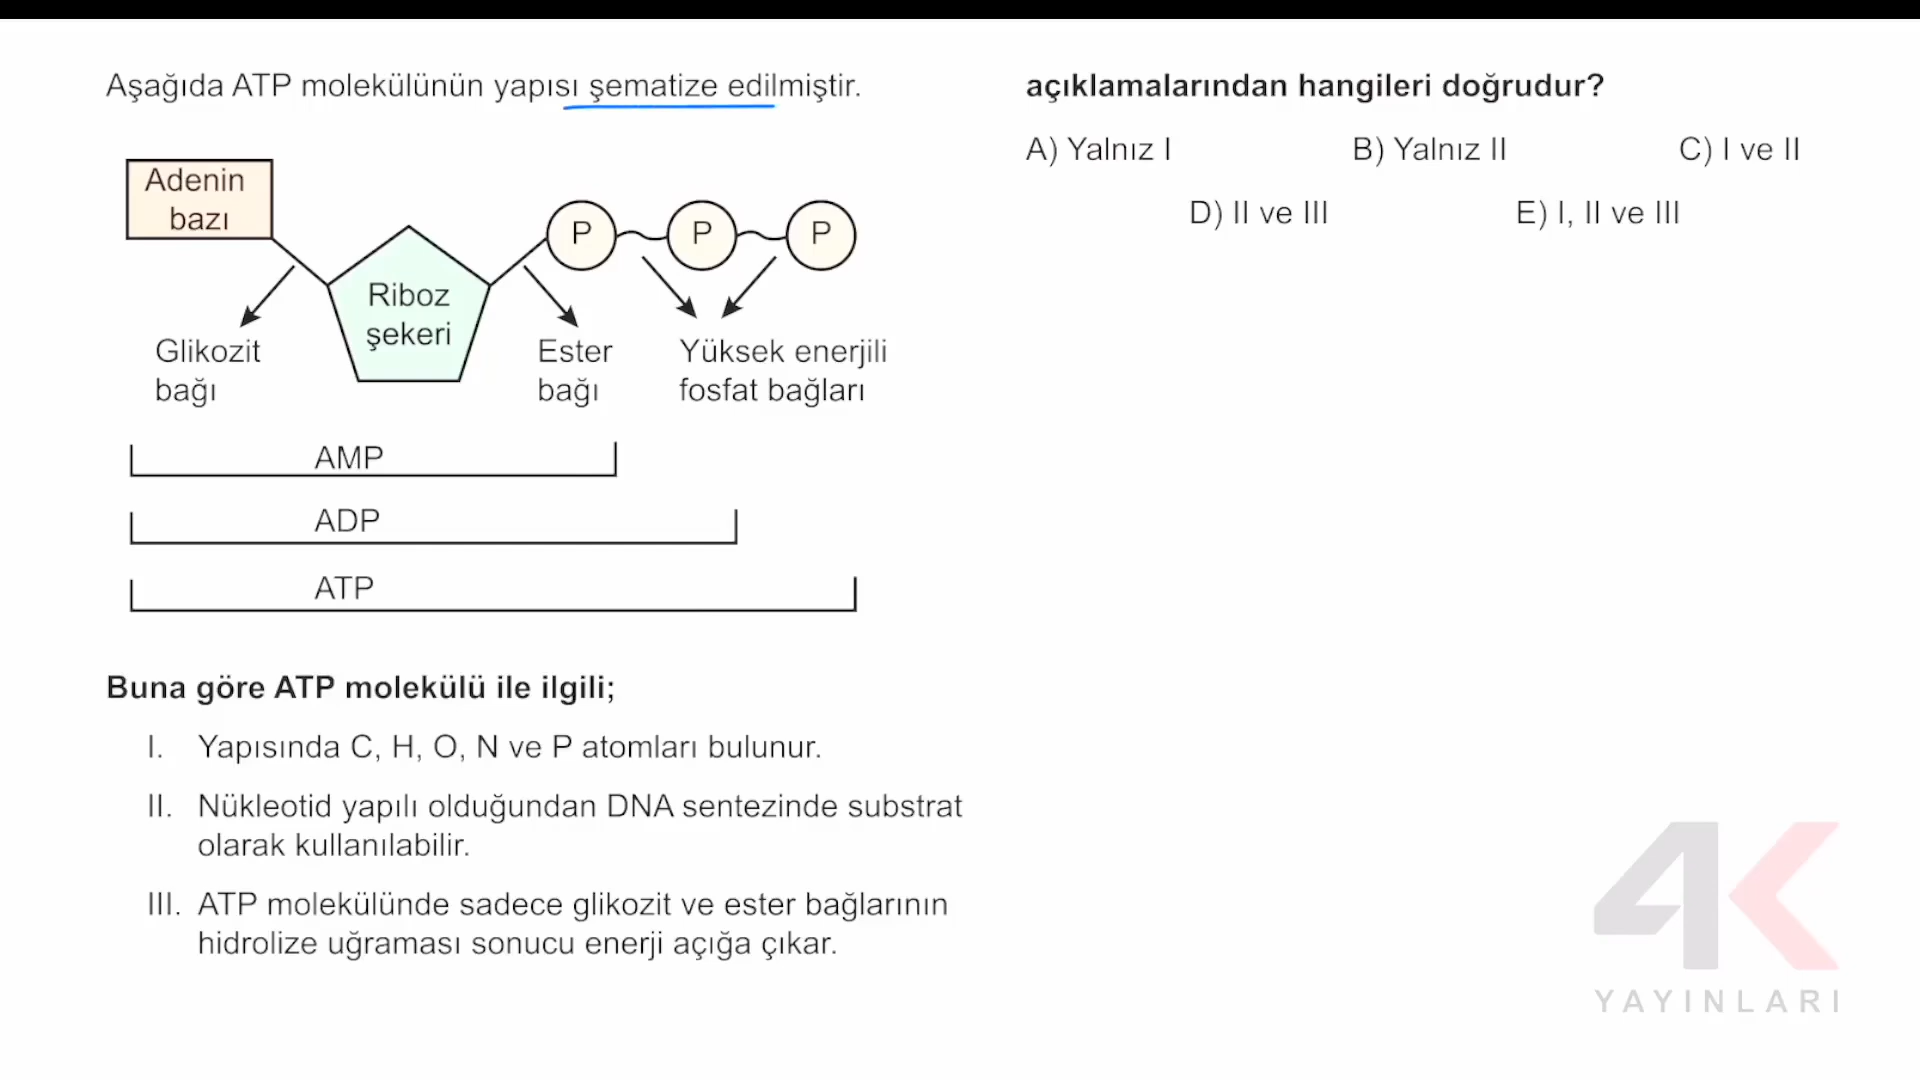 Aşağıda ATP molekülünün yapısı şematize edilmiştir.
Adenin
bazı
Riboz
şekeri
P
P
P
Glikozit
bağı
Ester
bağı
Yüksek enerjili
fosfat bağları
AMP
ADP
ATP
Buna göre ATP molekülü ile ilgili;
I. Yapısında C, H, O, N ve P atomları bulunur.
II. Nükleotid yapılı olduğundan DNA sentezinde substrat
olarak kullanılabilir.
III. ATP molekülünde sadece glikozit ve ester bağlarının
hidrolize uğraması sonucu enerji açığa çıkar.
açıklamalarından hangileri doğrudur?
A) Yalnız I B) Yalnız II C) I ve II
D) II ve III E) I, II ve III
4K
YAYINLARI